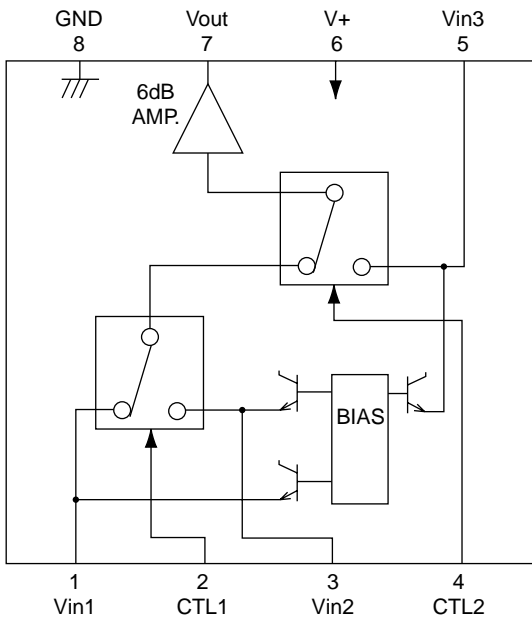 GND Vout V+ Vin3
8 7 6 5
6dB
AMP.
BIAS
1 2 3 4
Vin1 CTL1 Vin2 CTL2